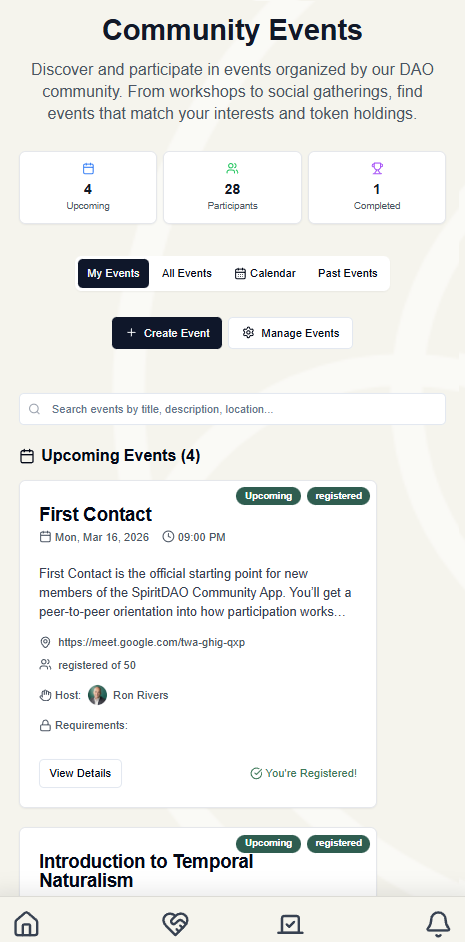 Community Events
Discover and participate in events organized by our DAO
community. From workshops to social gatherings, find
events that match your interests and token holdings.
4
Upcoming
28
Participants
1
Completed
My Events
All Events
Calendar
Past Events
Create Event
Manage Events
Search events by title, description, location...
Upcoming Events (4)
Upcoming
registered
First Contact
Mon, Mar 16, 2026
09:00 PM
First Contact is the official starting point for new
members of the SpiritDAO Community App. You’ll get a
peer-to-peer orientation into how participation works…
https://meet.google.com/twa-ghig-qxp
registered of 50
Host:
Ron Rivers
Requirements:
View Details
You're Registered!
Upcoming
registered
Introduction to Temporal
Naturalism